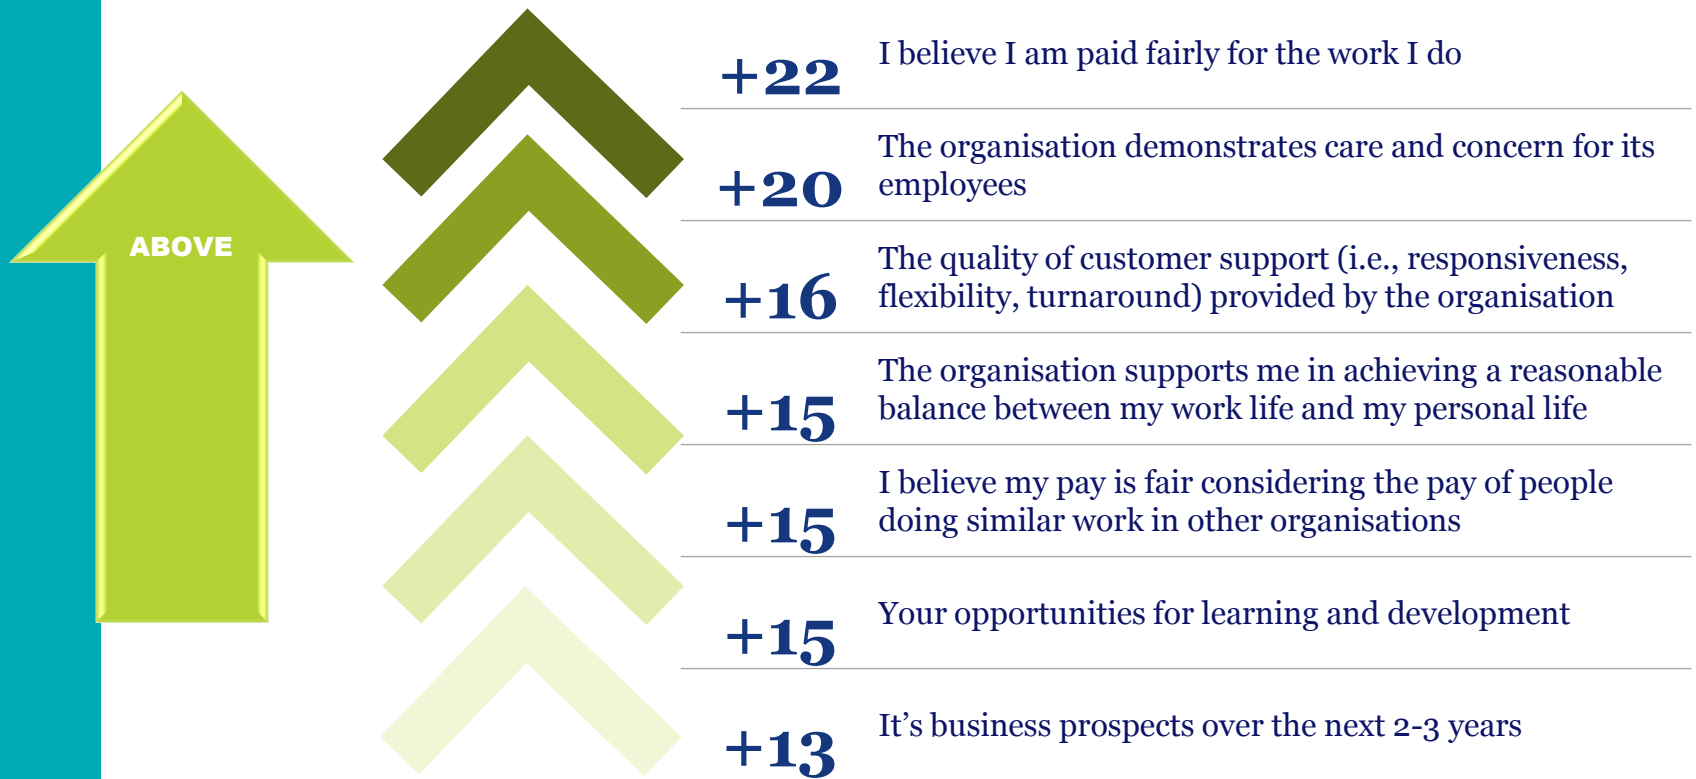 ABOVE
+22
I believe I am paid fairly for the work I do
+20
The organisation demonstrates care and concern for its
employees
+16
The quality of customer support (i.e., responsiveness,
flexibility, turnaround) provided by the organisation
+15
The organisation supports me in achieving a reasonable
balance between my work life and my personal life
+15
I believe my pay is fair considering the pay of people
doing similar work in other organisations
+15
Your opportunities for learning and development
+13
It’s business prospects over the next 2-3 years